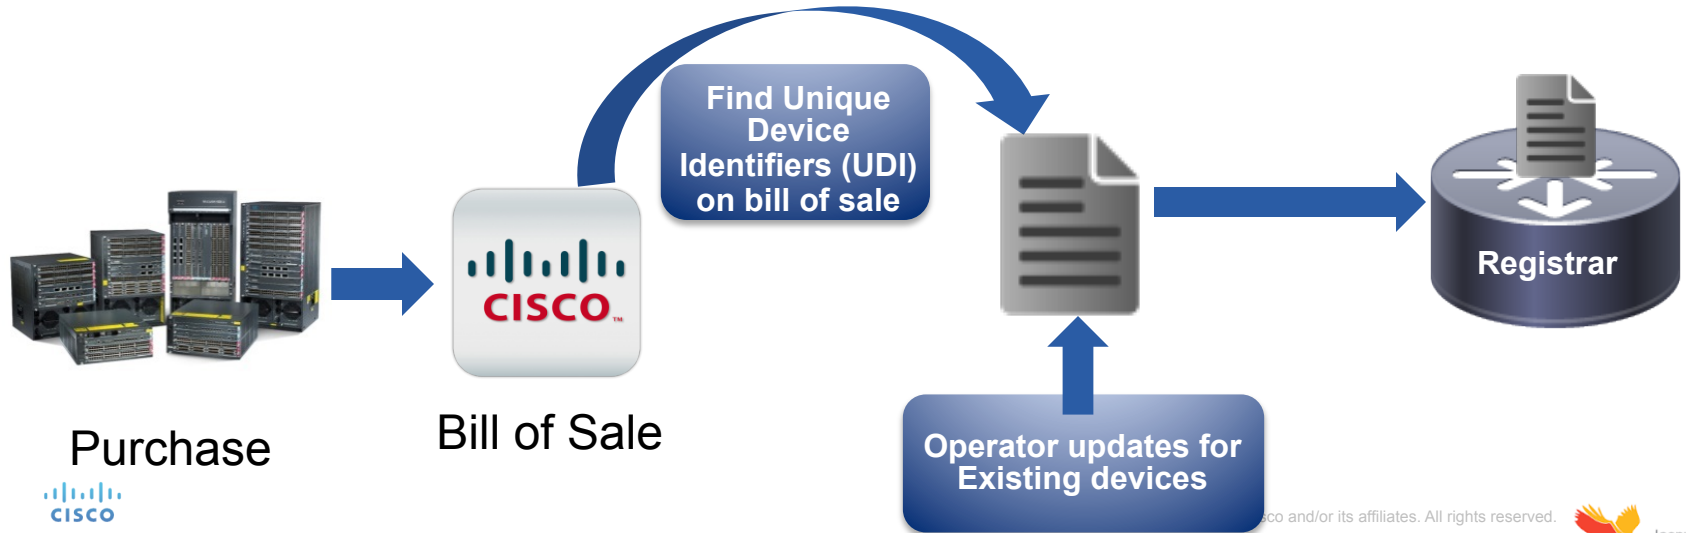 Find Unique
Device
Identifiers (UDI)
on bill of sale
Registrar
CISCO
TM
Purchase
Bill of Sale
Operator updates for
Existing devices
CISCO
and/or its affiliates. All rights reserved.